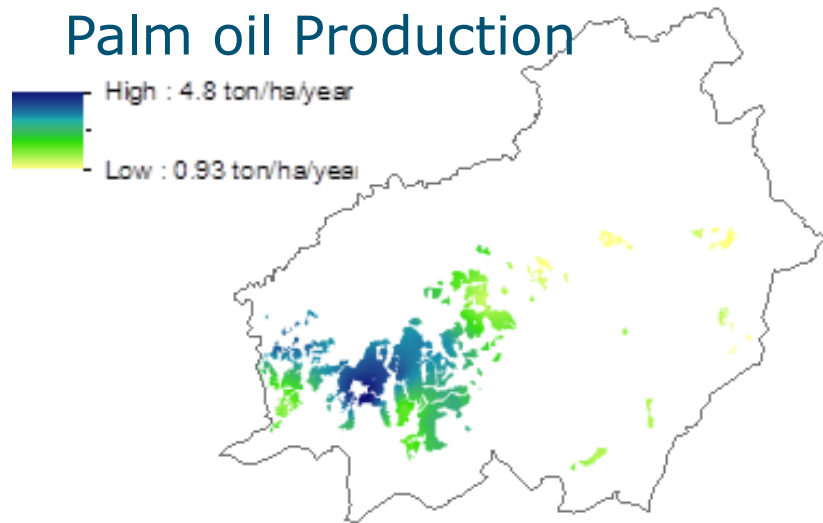 Palm oil Production
High : 4.8 ton/ha/year
Low : 0.93 ton/ha/year